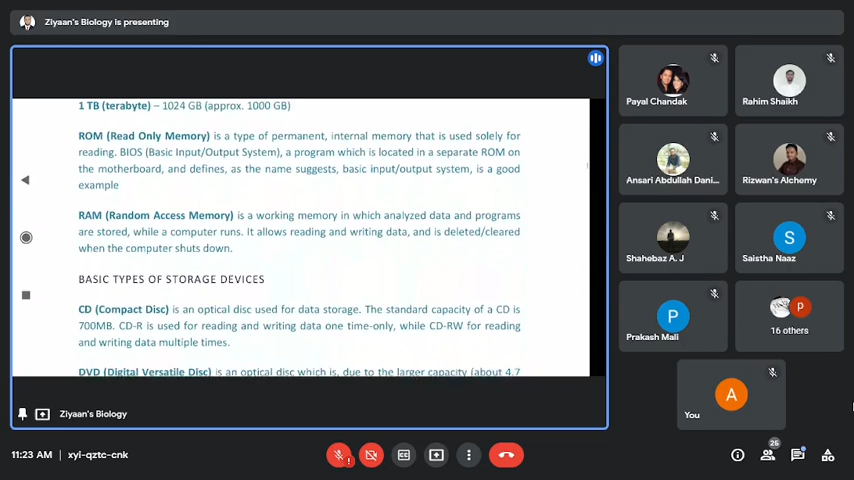 Ziyaan's Biology is presenting
1 TB (terabyte) – 1024 GB (approx. 1000 GB)
ROM (Read Only Memory) is a type of permanent, internal memory that is used solely for
reading. BIOS (Basic Input/Output System), a program which is located in a separate ROM on
the motherboard, and defines, as the name suggests, basic input/output system, is a good
example
RAM (Random Access Memory) is a working memory in which analyzed data and programs
are stored, while a computer runs. It allows reading and writing data, and is deleted/cleared
when the computer shuts down.
BASIC TYPES OF STORAGE DEVICES
CD (Compact Disc) is an optical disc used for data storage. The standard capacity of a CD is
700MB. CD-R is used for reading and writing data one time-only, while CD-RW for reading
and writing data multiple times.
DVD (Digital Versatile Disc) is an optical disc which is, due to the larger capacity (about 4.7
Ziyaan's Biology
Payal Chandak
Rahim Shaikh
Ansari Abdullah Dani...
Rizwan's Alchemy
Shahebaz A. J
S
Saistha Naaz
P
Prakash Mali
p
16 others
A
You
11:23 AM
xyi-qztc-cnk
CC
25